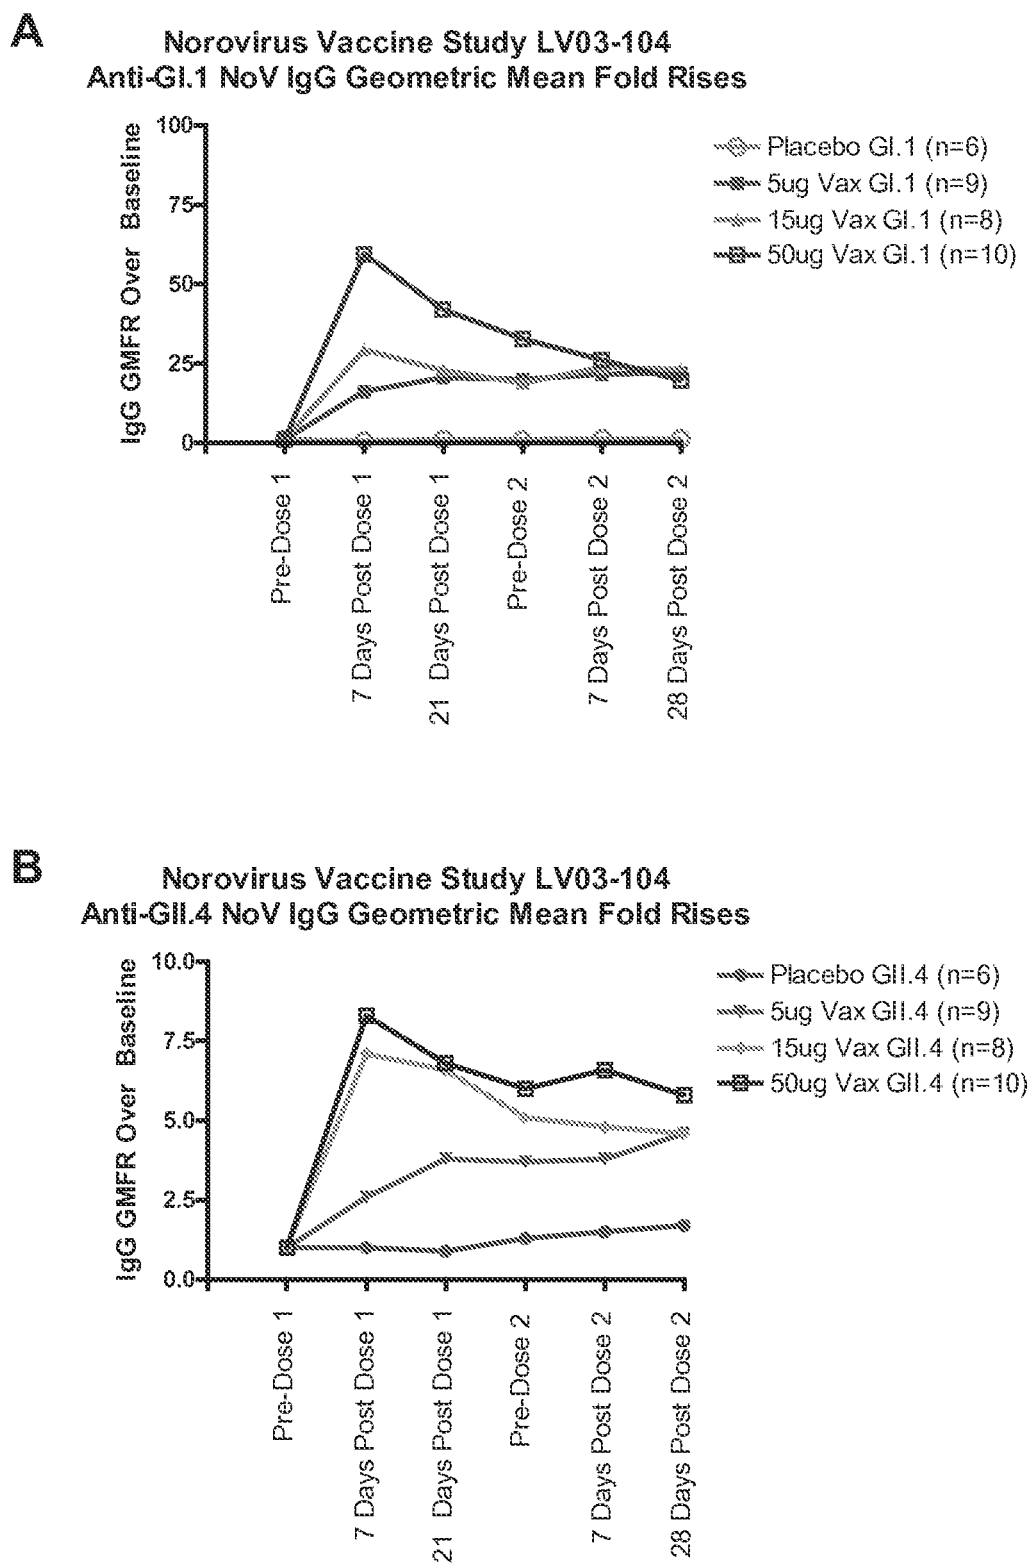 A
Norovirus Vaccine Study LV03-104
Anti-GI.1 NoV IgG Geometric Mean Fold Rises
IgG GMFR Over Baseline
100
75
50
25
0
Placebo GI.1 (n=6)
5ug Vax GI.1 (n=9)
15ug Vax GI.1 (n=8)
50ug Vax GI.1 (n=10)
Pre-Dose 1
7 Days Post Dose 1
21 Days Post Dose 1
Pre-Dose 2
7 Days Post Dose 2
28 Days Post Dose 2
B
Norovirus Vaccine Study LV03-104
Anti-GII.4 NoV IgG Geometric Mean Fold Rises
IgG GMFR Over Baseline
10.0
7.5
5.0
2.5
0.0
Placebo GII.4 (n=6)
5ug Vax GII.4 (n=9)
15ug Vax GII.4 (n=8)
50ug Vax GII.4 (n=10)
Pre-Dose 1
7 Days Post Dose 1
21 Days Post Dose 1
Pre-Dose 2
7 Days Post Dose 2
28 Days Post Dose 2